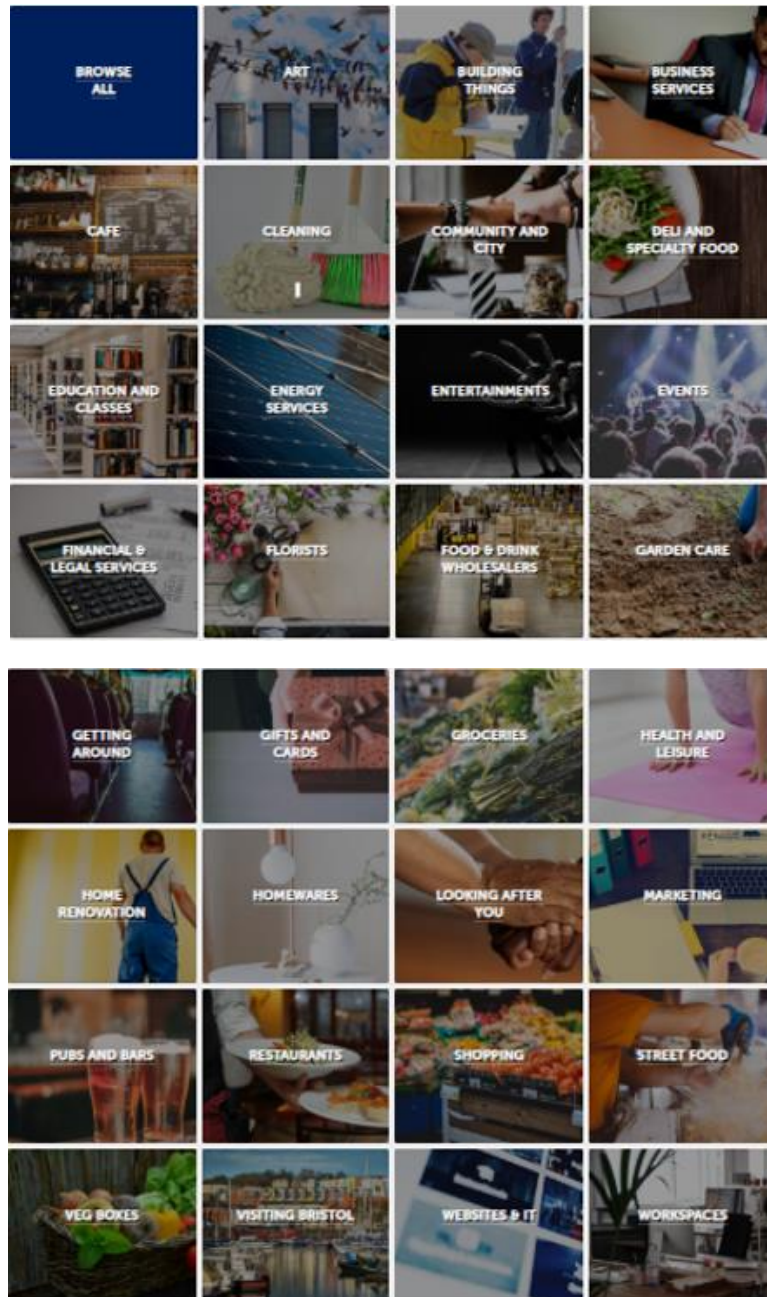 BROWSE
ALL
ART
BUILDING
THINGS
BUSINESS
SERVICES
CAFE
CLEANING
COMMUNITY AND
CITY
DELI AND
SPECIALTY FOOD
EDUCATION AND
CLASSES
ENERGY
SERVICES
ENTERTAINMENTS
EVENTS
FINANCIAL &
LEGAL SERVICES
FLORISTS
FOOD & DRINK
WHOLESALERS
GARDEN CARE
GETTING
AROUND
GIFTS AND
CARDS
GROCERIES
HEALTH AND
LEISURE
HOME
RENOVATION
HOMEWARES
LOOKING AFTER
YOU
MARKETING
PUBS AND BARS
RESTAURANTS
SHOPPING
STREET FOOD
VEG BOXES
VISITING BRISTOL
WEBSITES & IT
WORKSPACES